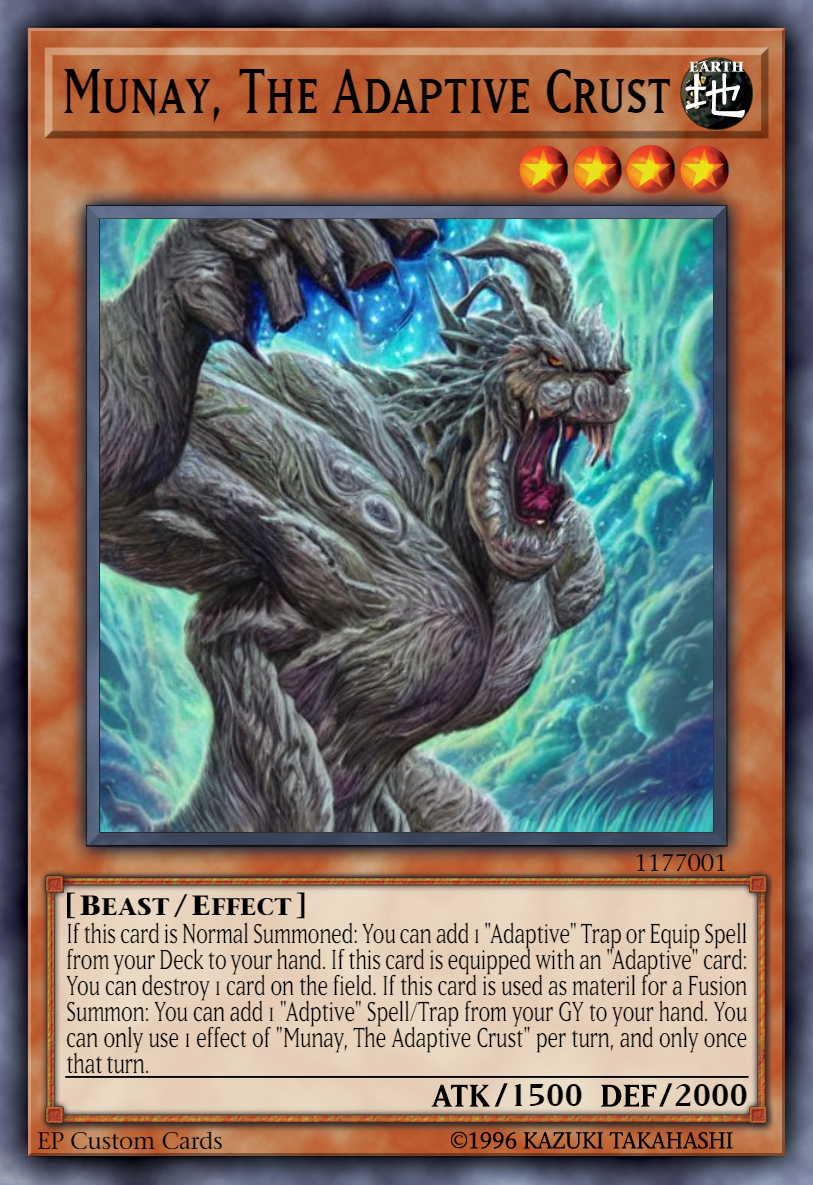 Munay, The Adaptive Crust
EARTH
地
1177001
[ Beast / Effect ]
If this card is Normal Summoned: You can add 1 "Adaptive" Trap or Equip Spell
from your Deck to your hand. If this card is equipped with an "Adaptive" card:
You can destroy 1 card on the field. If this card is used as materil for a Fusion
Summon: You can add 1 "Adptive" Spell/Trap from your GY to your hand. You
can only use 1 effect of "Munay, The Adaptive Crust" per turn, and only once
that turn.
ATK/1500 DEF/2000
EP Custom Cards
©1996 KAZUKI TAKAHASHI